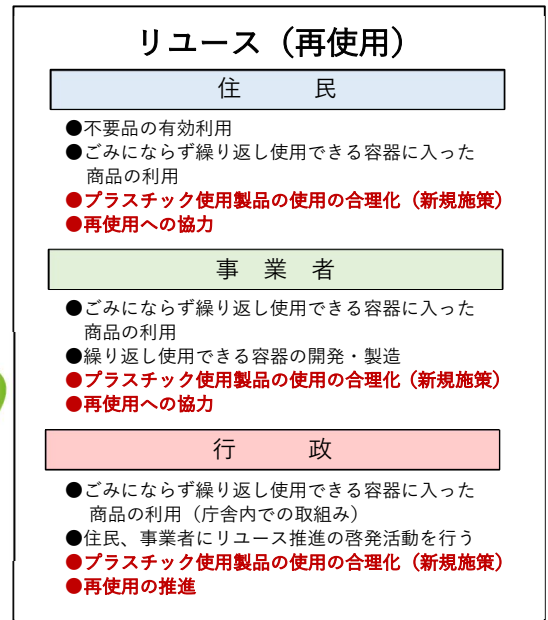 リユース（再使用）
住　　　民
●不要品の有効利用
●ごみにならず繰り返し使用できる容器に入った
商品の利用
●プラスチック使用製品の使用の合理化（新規施策）
●再使用への協力
事　業　者
●ごみにならず繰り返し使用できる容器に入った
商品の利用
●繰り返し使用できる容器の開発・製造
●プラスチック使用製品の使用の合理化（新規施策）
●再使用への協力
行　　　政
●ごみにならず繰り返し使用できる容器に入った
商品の利用（庁舎内での取組み）
●住民、事業者にリユース推進の啓発活動を行う
●プラスチック使用製品の使用の合理化（新規施策）
●再使用の推進